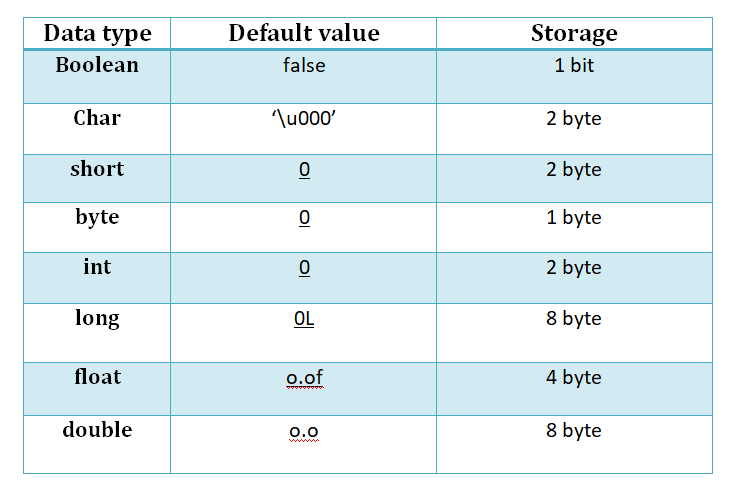 Data type Default value Storage
Boolean false 1 bit
Char ‘\u000’ 2 byte
short 0 2 byte
byte 0 1 byte
int 0 2 byte
long 0L 8 byte
float o.of 4 byte
double o.o 8 byte